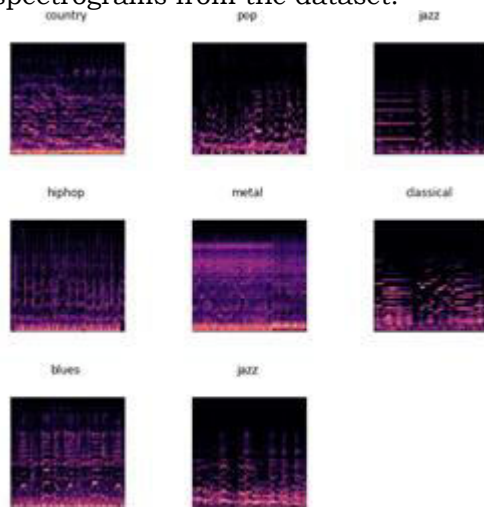 spectrograms from the dataset.
country pop jazz
hiphop metal classical
blues jazz